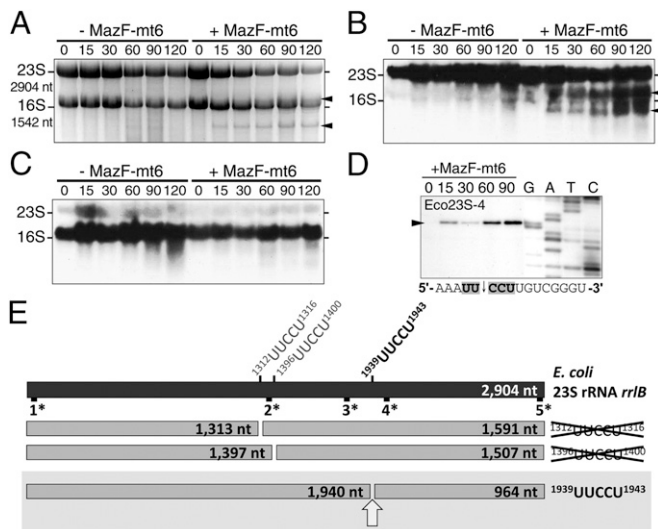 A
- MazF-mt6 + MazF-mt6
0 15 30 60 90 120 0 15 30 60 90 120
23S
2904 nt
16S
1542 nt
B
- MazF-mt6 + MazF-mt6
0 15 30 60 90 120 0 15 30 60 90 120
23S
16S
C
- MazF-mt6 + MazF-mt6
0 15 30 60 90 120 0 15 30 60 90 120
23S
16S
D
+MazF-mt6
0 15 30 60 90 G A T C
Eco23S-4
5'-AAAUU↓CCUUGUCGGGU-3'
E
1312UUCCU1316
1396UUCCU1400
1939UUCCU1943
2,904 nt
E. coli
23S rRNA rrlB
1* 2* 3* 4* 5*
1,313 nt 1,591 nt 1312UUCCU1316
1,397 nt 1,507 nt 1396UUCCU1400
1,940 nt 964 nt 1939UUCCU1943